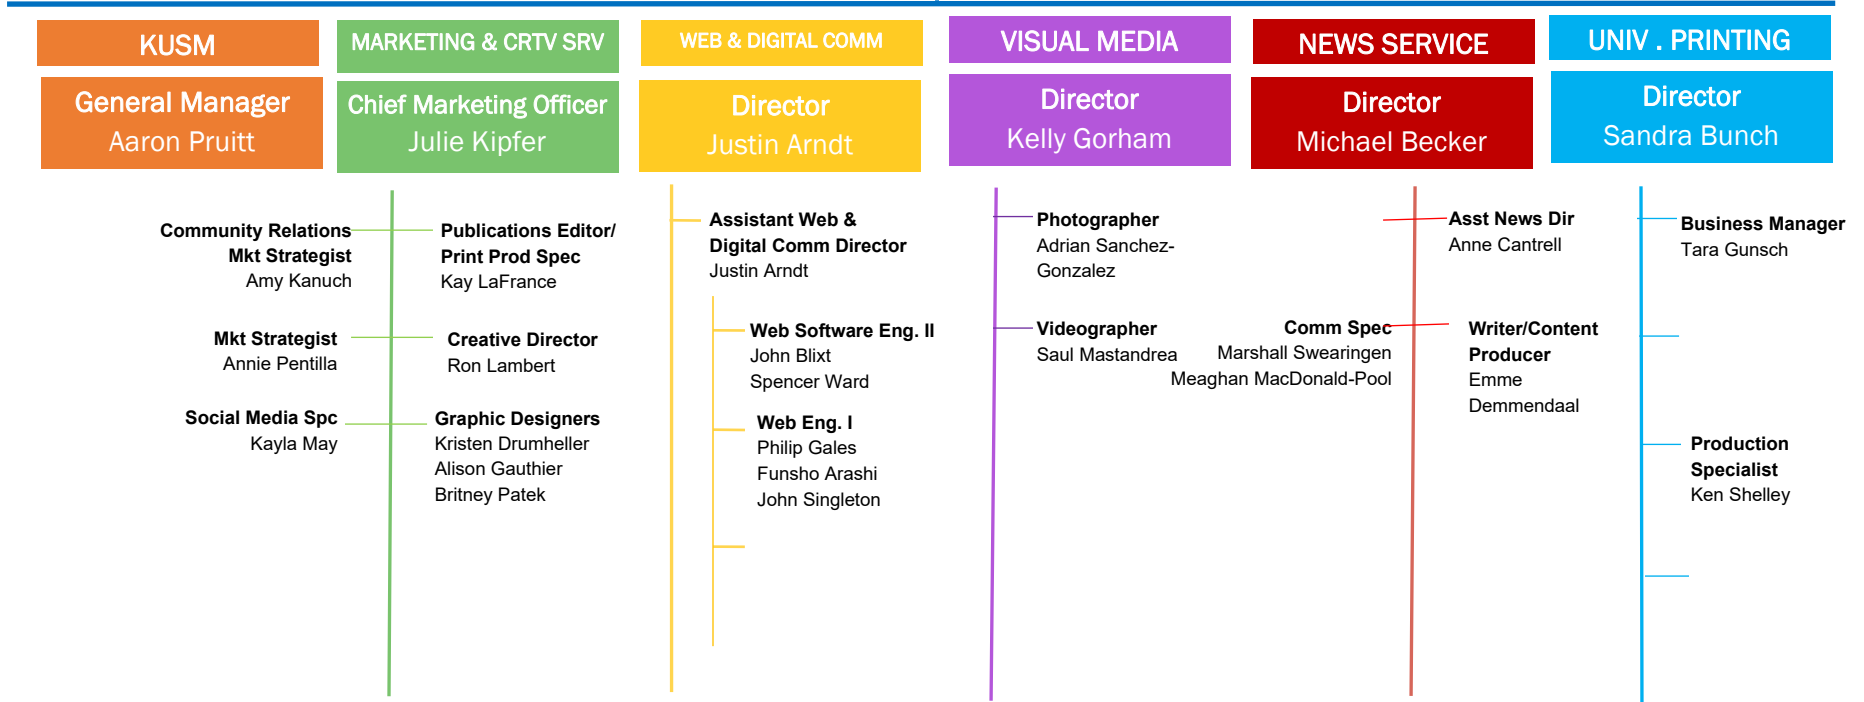 KUSM
General Manager
Aaron Pruitt
MARKETING & CRTV SRV
Chief Marketing Officer
Julie Kipfer
Community Relations
Mkt Strategist
Amy Kanuch
Mkt Strategist
Annie Pentilla
Social Media Spc
Kayla May
Publications Editor/
Print Prod Spec
Kay LaFrance
Creative Director
Ron Lambert
Graphic Designers
Kristen Drumheller
Alison Gauthier
Britney Patek
WEB & DIGITAL COMM
Director
Justin Arndt
Assistant Web &
Digital Comm Director
Justin Arndt
Web Software Eng. II
John Blixt
Spencer Ward
Web Eng. I
Philip Gales
Funsho Arashi
John Singleton
VISUAL MEDIA
Director
Kelly Gorham
Photographer
Adrian Sanchez-
Gonzalez
Videographer
Saul Mastandrea
NEWS SERVICE
Director
Michael Becker
Asst News Dir
Anne Cantrell
Comm Spec
Marshall Swearingen
Meaghan MacDonald-Pool
Writer/Content
Producer
Emme
Demmendaal
UNIV . PRINTING
Director
Sandra Bunch
Business Manager
Tara Gunsch
Production
Specialist
Ken Shelley